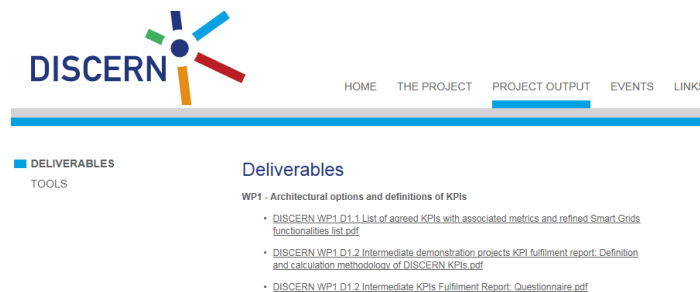 DISCERN
HOME THE PROJECT PROJECT OUTPUT EVENTS LINKS
DELIVERABLES
TOOLS
Deliverables
WP1 - Architectural options and definitions of KPIs
• DISCERN WP1 D1.1 List of agreed KPIs with associated metrics and refined Smart Grids
functionalities list.pdf
• DISCERN WP1 D1.2 Intermediate demonstration projects KPI fulfilment report: Definition
and calculation methodology of DISCERN KPIs.pdf
• DISCERN WP1 D1.2 Intermediate KPIs Fulfilment Report: Questionnaire.pdf